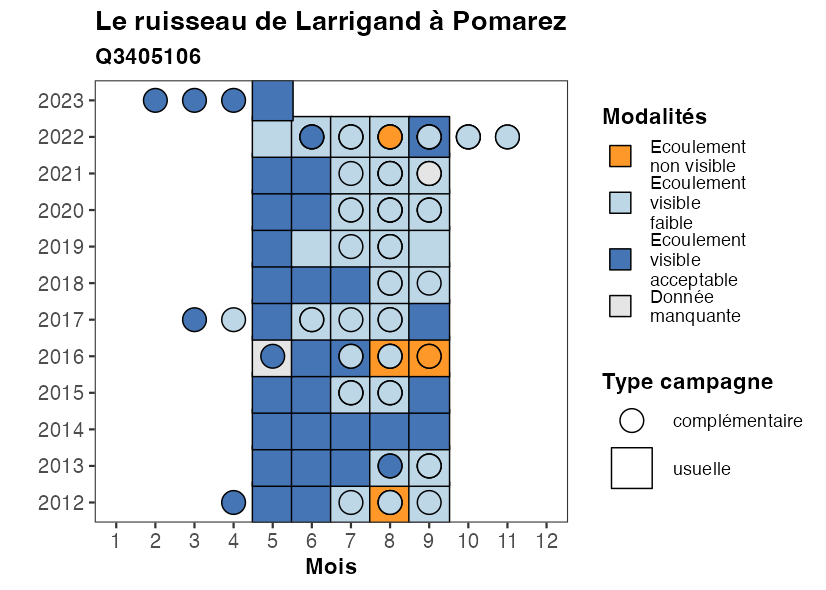 Le ruisseau de Larrigand à Pomarez
Q3405106
2023
2022
2021
2020
2019
2018
2017
2016
2015
2014
2013
2012
1 2 3 4 5 6 7 8 9 10 11 12
Mois
Modalités
Ecoulement
non visible
Ecoulement
visible
faible
Ecoulement
visible
acceptable
Donnée
manquante
Type campagne
complémentaire
usuelle